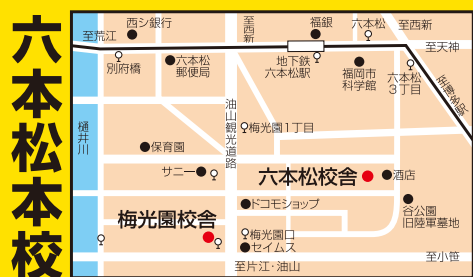 六本松本校
至荒江
西シ銀行
至西新
福銀
六本松
至西新
至天神
別府橋
六本松
郵便局
地下鉄
六本松駅
福岡市
科学館
六本松
3丁目
至博多駅
樋井川
油山観光道路
梅光園1丁目
保育園
サニー
六本松校舎
酒店
ドコモショップ
谷公園
旧陸軍墓地
梅光園校舎
梅光園口
セイムス
至小笹
至片江・油山